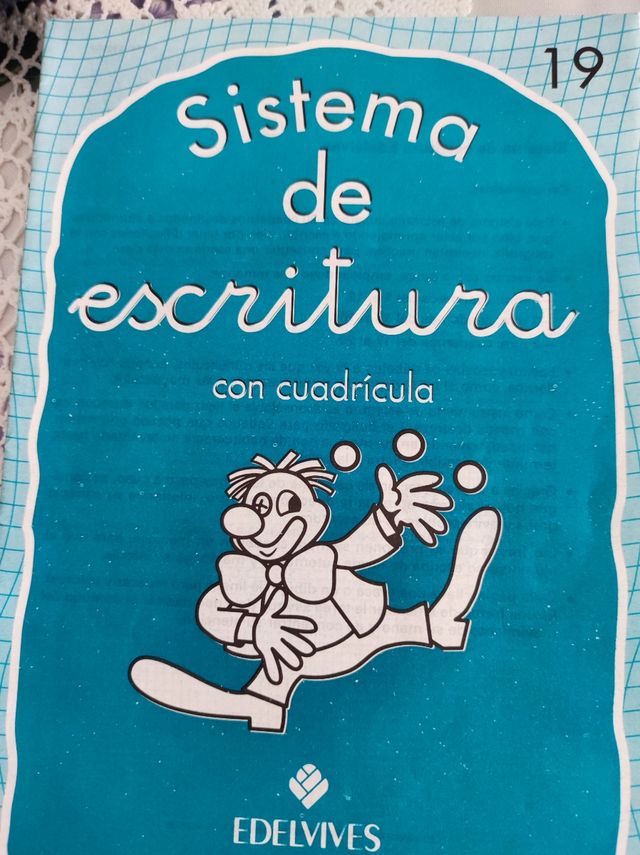 19
Sistema
de
escritura
con cuadrícula
EDELVIVES